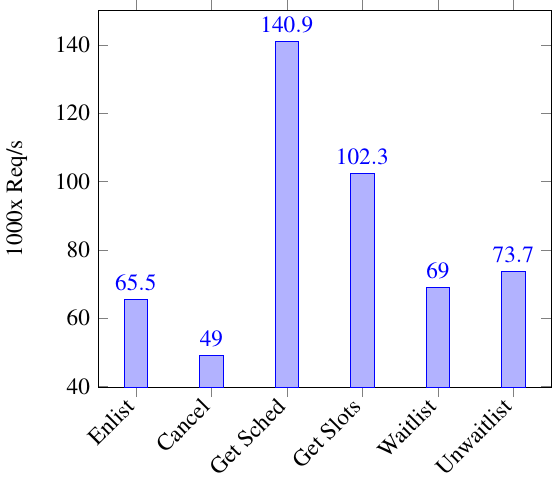 1000x Req/s
140
120
100
80
60
40
65.5
49
140.9
102.3
69
73.7
Enlist
Cancel
Get Sched
Get Slots
Waitlist
Unwaitlist